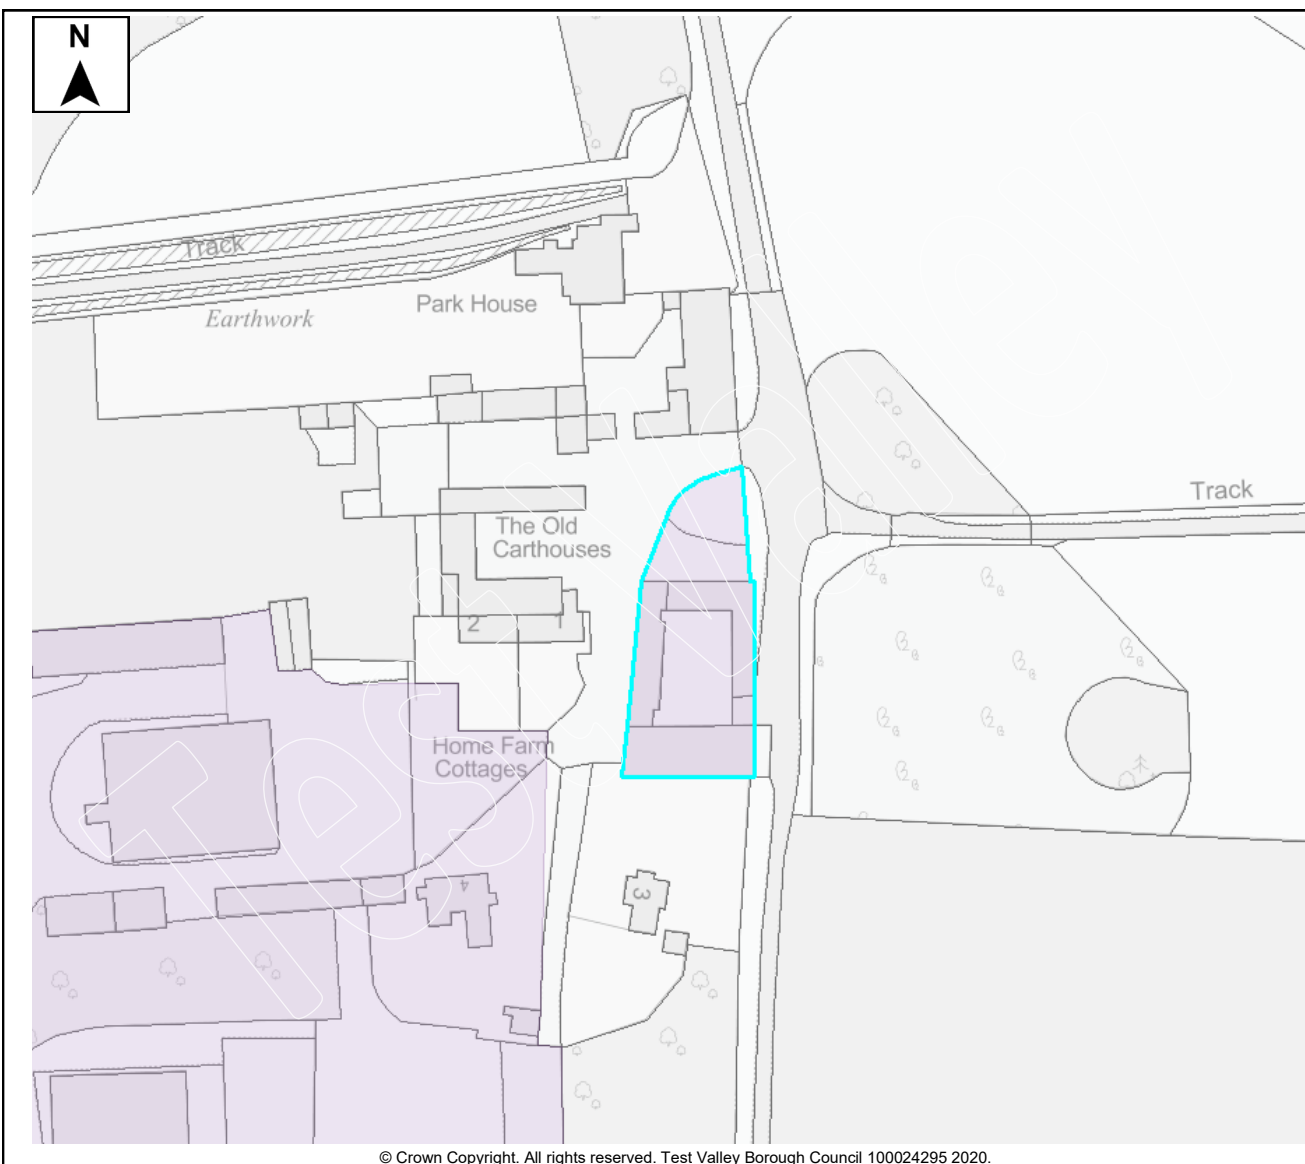 N
Track
Park House
Earthwork
Track
The Old
Carthouses
2
1
Home Farm
Cottages
4
3
© Crown Copyright. All rights reserved. Test Valley Borough Council 100024295 2020.